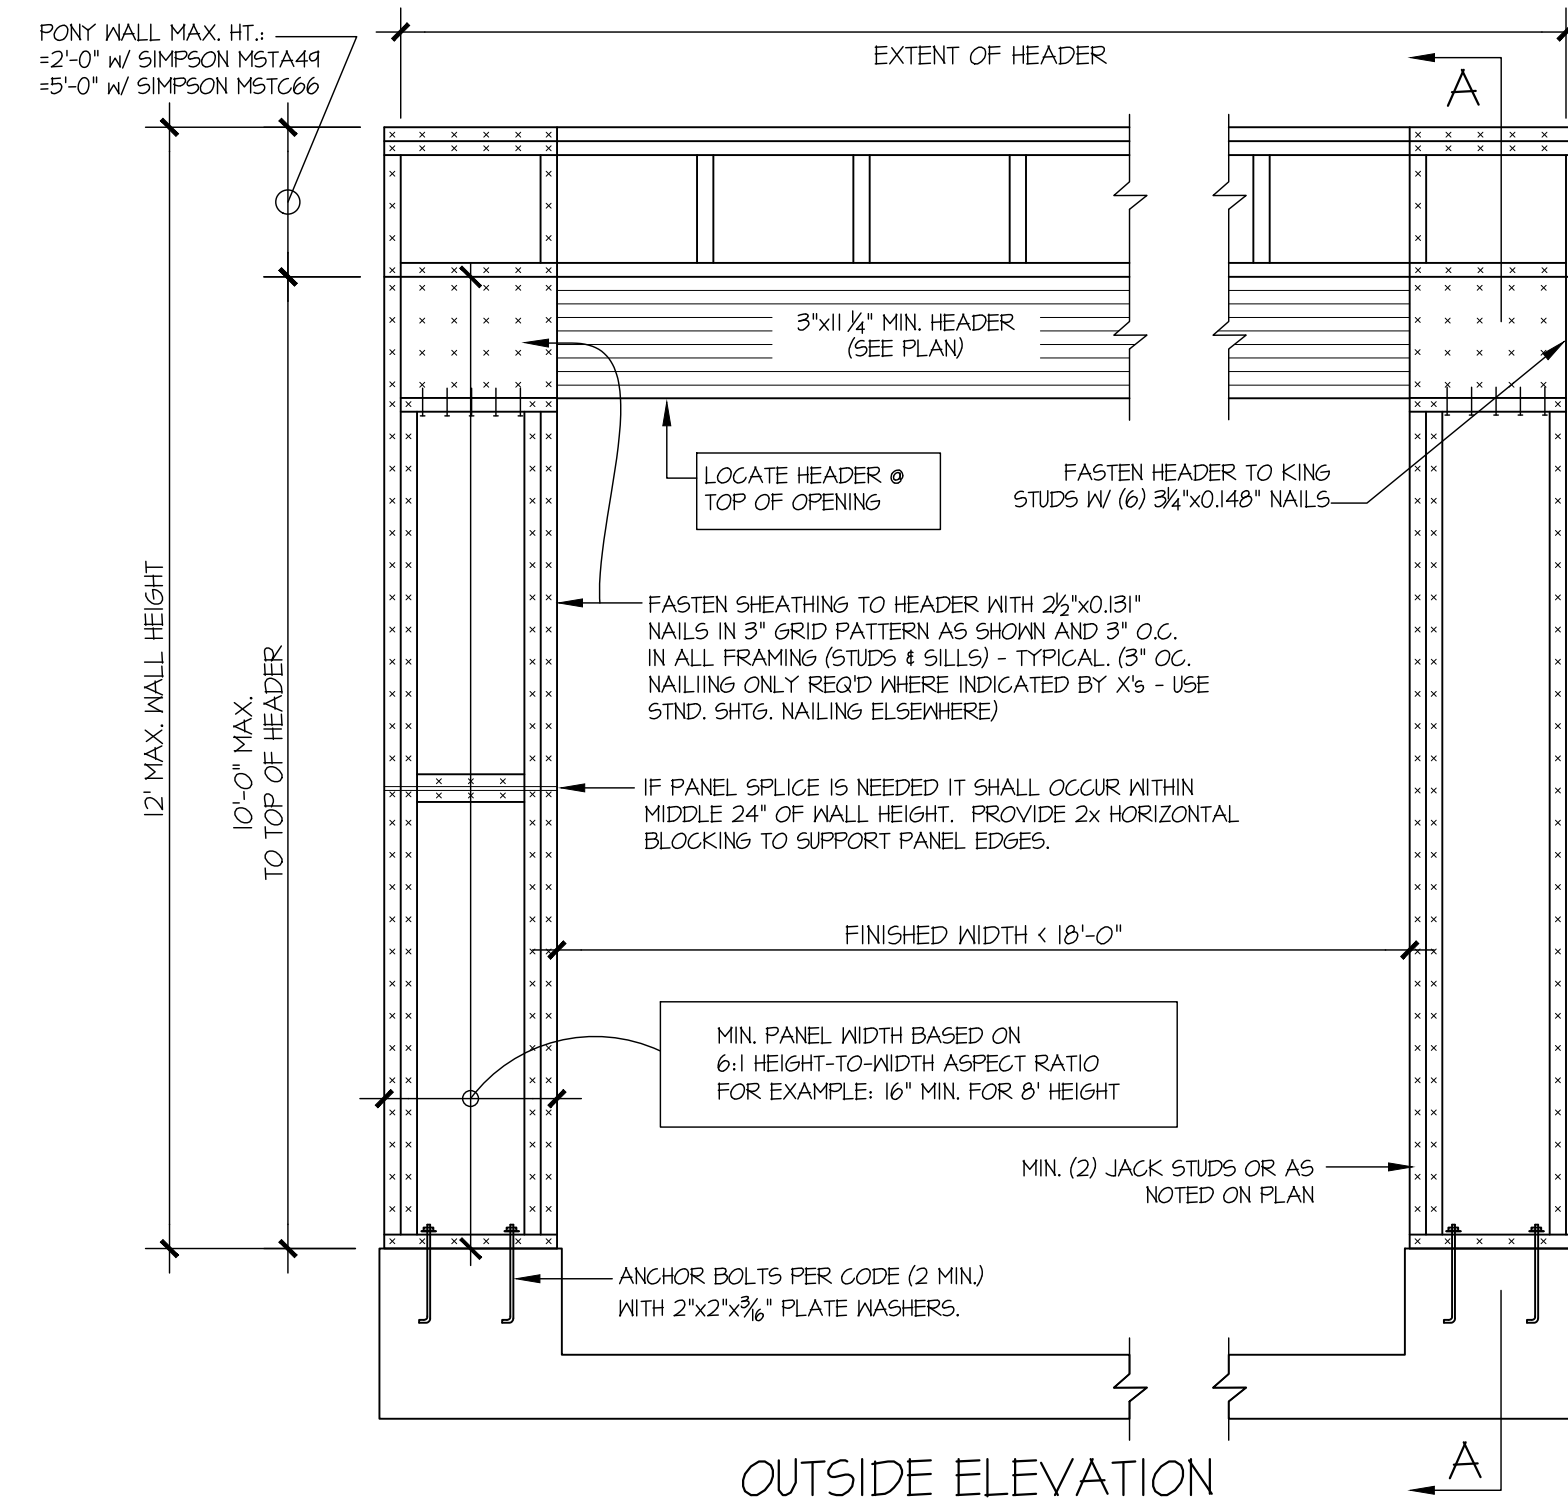 PONY WALL MAX. HT.:
=2'-0" W/ SIMPSON MSTA49
=5'-0" W/ SIMPSON MSTC66
EXTENT OF HEADER
A
3"x11 1/4" MIN. HEADER
(SEE PLAN)
LOCATE HEADER @
TOP OF OPENING
FASTEN HEADER TO KING
STUDS W/ (6) 3 1/4"x0.148" NAILS
12' MAX. WALL HEIGHT
10'-0" MAX.
TO TOP OF HEADER
FASTEN SHEATHING TO HEADER WITH 2 1/2"x0.131"
NAILS IN 3" GRID PATTERN AS SHOWN AND 3" O.C.
IN ALL FRAMING (STUDS & SILLS) - TYPICAL. (3" OC.
NAILIING ONLY REQ'D WHERE INDICATED BY X's - USE
STND. SHTG. NAILING ELSEWHERE)
IF PANEL SPLICE IS NEEDED IT SHALL OCCUR WITHIN
MIDDLE 24" OF WALL HEIGHT. PROVIDE 2x HORIZONTAL
BLOCKING TO SUPPORT PANEL EDGES.
FINISHED WIDTH < 18'-0"
MIN. PANEL WIDTH BASED ON
6:1 HEIGHT-TO-WIDTH ASPECT RATIO
FOR EXAMPLE: 16" MIN. FOR 8' HEIGHT
MIN. (2) JACK STUDS OR AS
NOTED ON PLAN
ANCHOR BOLTS PER CODE (2 MIN.)
WITH 2"x2"x3/16" PLATE WASHERS.
A
OUTSIDE ELEVATION